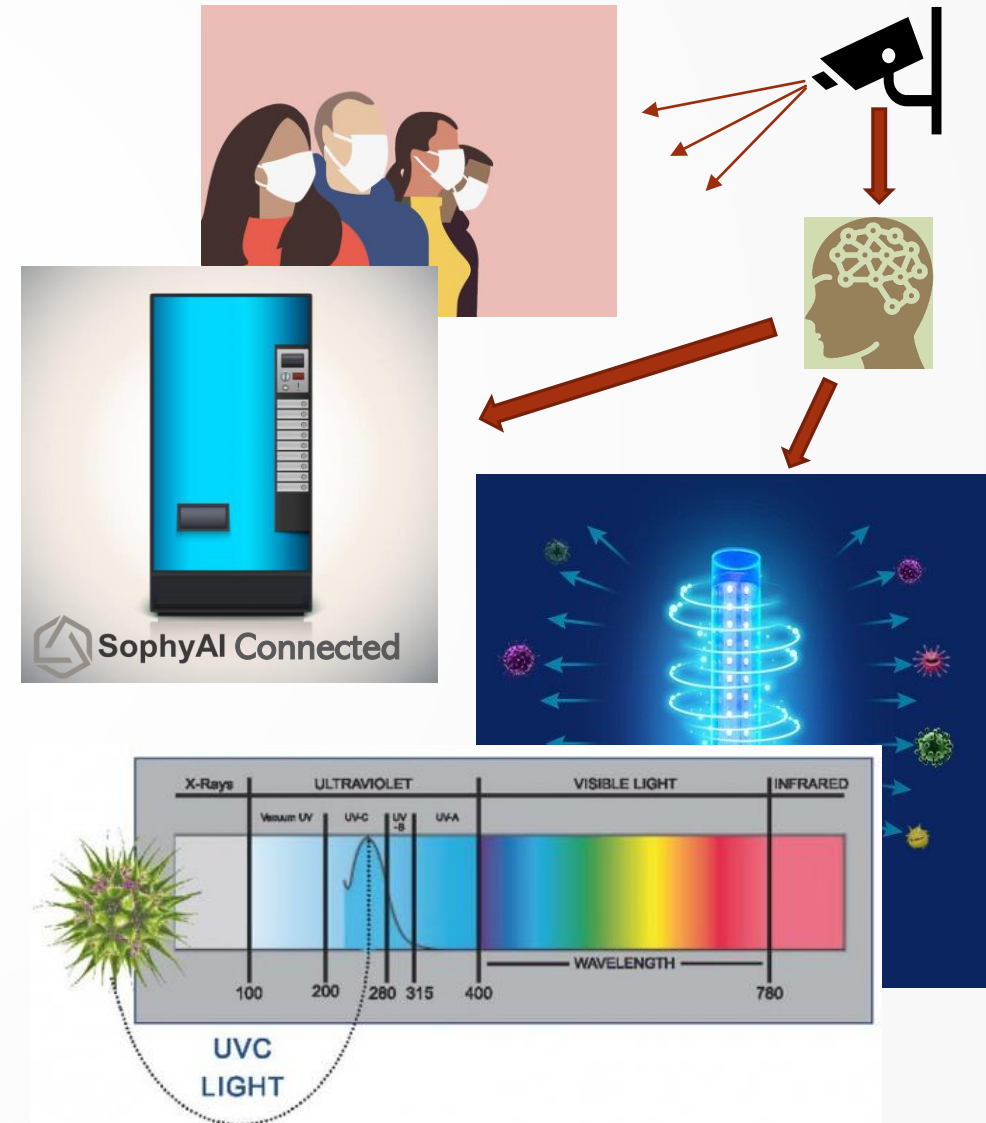 SophyAI Connected
X-Rays ULTRAVIOLET VISIBLE LIGHT INFRARED
Vacuum UV UV-C UV-B UV-A
WAVELENGTH
100 200 280 315 400 780
UVC
LIGHT